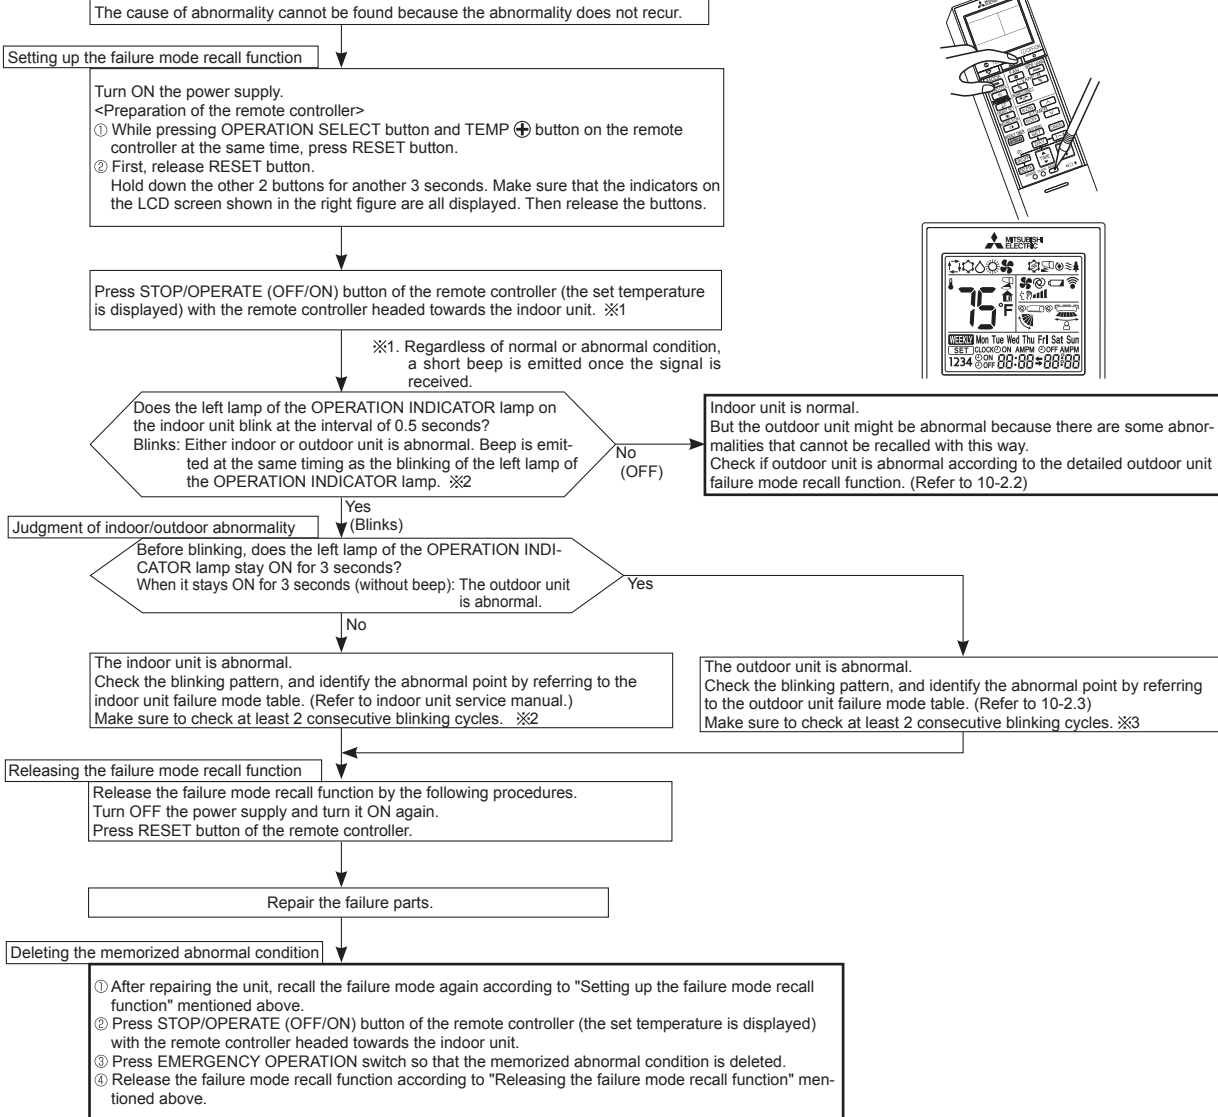 The cause of abnormality cannot be found because the abnormality does not recur.
Setting up the failure mode recall function
Turn ON the power supply.
<Preparation of the remote controller>
① While pressing OPERATION SELECT button and TEMP ⊕ button on the remote
controller at the same time, press RESET button.
② First, release RESET button.
Hold down the other 2 buttons for another 3 seconds. Make sure that the indicators on
the LCD screen shown in the right figure are all displayed. Then release the buttons.
MITSUBISHI
ELECTRIC
75°F
WEEKLY Mon Tue Wed Thu Fri Sat Sun
SET CLOCK ON AMPM OFF AMPM
1234 ON OFF 88:88 88:88
Press STOP/OPERATE (OFF/ON) button of the remote controller (the set temperature
is displayed) with the remote controller headed towards the indoor unit. ※1
※1. Regardless of normal or abnormal condition,
a short beep is emitted once the signal is
received.
Does the left lamp of the OPERATION INDICATOR lamp on
the indoor unit blink at the interval of 0.5 seconds?
Blinks: Either indoor or outdoor unit is abnormal. Beep is emit-
ted at the same timing as the blinking of the left lamp of
the OPERATION INDICATOR lamp. ※2
No
(OFF)
Indoor unit is normal.
But the outdoor unit might be abnormal because there are some abnor-
malities that cannot be recalled with this way.
Check if outdoor unit is abnormal according to the detailed outdoor unit
failure mode recall function. (Refer to 10-2.2)
Yes
(Blinks)
Judgment of indoor/outdoor abnormality
Before blinking, does the left lamp of the OPERATION INDI-
CATOR lamp stay ON for 3 seconds?
When it stays ON for 3 seconds (without beep): The outdoor unit
is abnormal.
Yes
No
The indoor unit is abnormal.
Check the blinking pattern, and identify the abnormal point by referring to the
indoor unit failure mode table. (Refer to indoor unit service manual.)
Make sure to check at least 2 consecutive blinking cycles. ※2
The outdoor unit is abnormal.
Check the blinking pattern, and identify the abnormal point by referring
to the outdoor unit failure mode table. (Refer to 10-2.3)
Make sure to check at least 2 consecutive blinking cycles. ※3
Releasing the failure mode recall function
Release the failure mode recall function by the following procedures.
Turn OFF the power supply and turn it ON again.
Press RESET button of the remote controller.
Repair the failure parts.
Deleting the memorized abnormal condition
① After repairing the unit, recall the failure mode again according to "Setting up the failure mode recall
function" mentioned above.
② Press STOP/OPERATE (OFF/ON) button of the remote controller (the set temperature is displayed)
with the remote controller headed towards the indoor unit.
③ Press EMERGENCY OPERATION switch so that the memorized abnormal condition is deleted.
④ Release the failure mode recall function according to "Releasing the failure mode recall function" men-
tioned above.